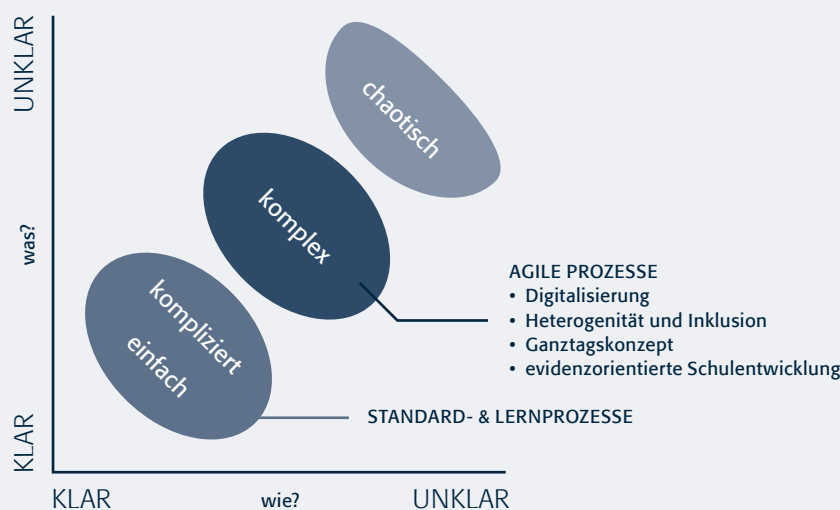 UNKLAR
was?
KLAR
chaotisch
komplex
kompliziert
einfach
AGILE PROZESSE
• Digitalisierung
• Heterogenität und Inklusion
• Ganztagskonzept
• evidenzorientierte Schulentwicklung
STANDARD- & LERNPROZESSE
KLAR
wie?
UNKLAR